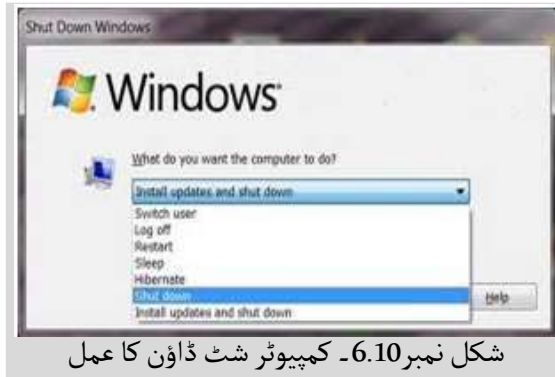 Shut Down Windows
Windows
What do you want the computer to do?
Install updates and shut down
Switch user
Log off
Restart
Sleep
Hibernate
Shut down
Install updates and shut down
Help
شکل نمبر6.10۔ کمپیوٹر شٹ ڈاؤن کا عمل